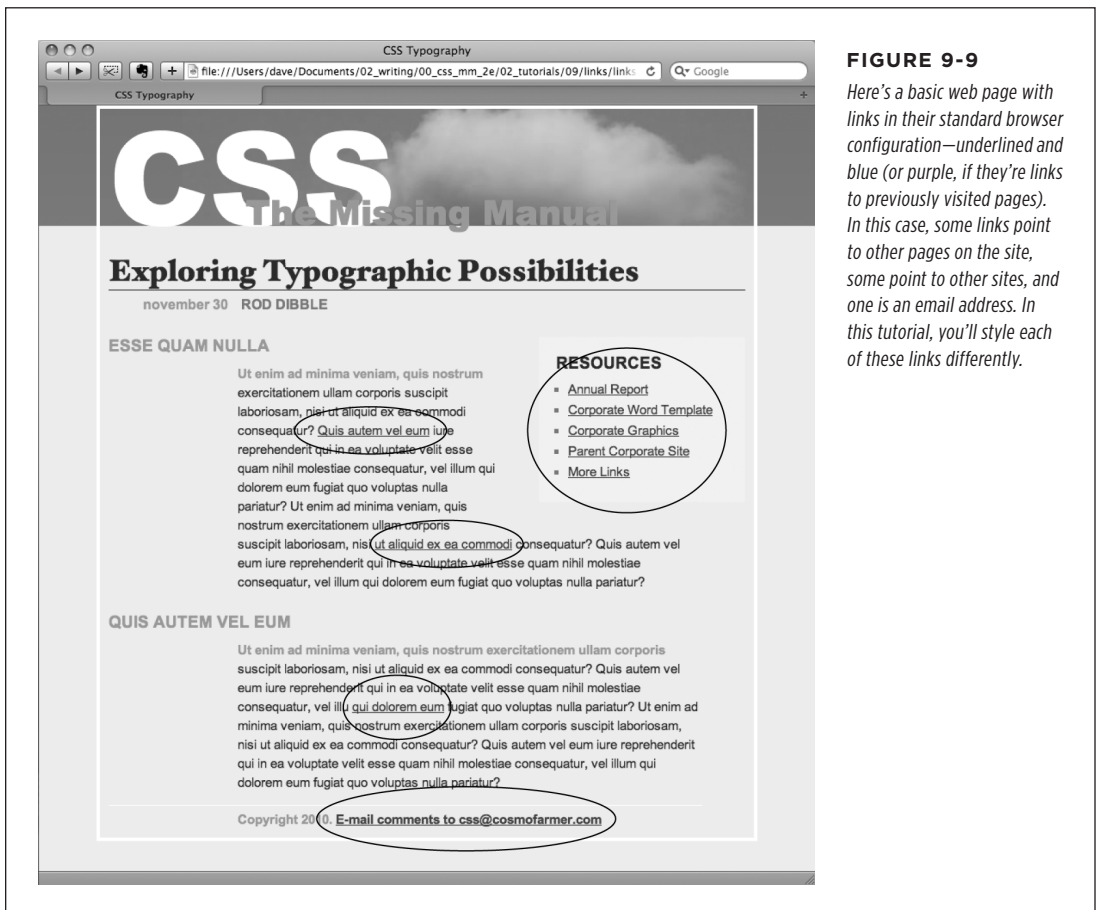 CSS Typography
file:///Users/dave/Documents/02_writing/00_css_mm_2e/02_tutorials/09/links/links
Google
CSS Typography
CSS
The Missing Manual
Exploring Typographic Possibilities
november 30 ROD DIBBLE
ESSE QUAM NULLA
Ut enim ad minima veniam, quis nostrum
exercitationem ullam corporis suscipit
laboriosam, nisi ut aliquid ex ea commodi
consequatur? Quis autem vel eum iure
reprehenderit qui in ea voluptate velit esse
quam nihil molestiae consequatur, vel illum qui
dolorem eum fugiat quo voluptas nulla
pariatur? Ut enim ad minima veniam, quis
nostrum exercitationem ullam corporis
suscipit laboriosam, nisi ut aliquid ex ea commodi consequatur? Quis autem vel
eum iure reprehenderit qui in ea voluptate velit esse quam nihil molestiae
consequatur, vel illum qui dolorem eum fugiat quo voluptas nulla pariatur?
RESOURCES
Annual Report
Corporate Word Template
Corporate Graphics
Parent Corporate Site
More Links
QUIS AUTEM VEL EUM
Ut enim ad minima veniam, quis nostrum exercitationem ullam corporis
suscipit laboriosam, nisi ut aliquid ex ea commodi consequatur? Quis autem vel
eum iure reprehenderit qui in ea voluptate velit esse quam nihil molestiae
consequatur, vel illu qui dolorem eum fugiat quo voluptas nulla pariatur? Ut enim ad
minima veniam, quis nostrum exercitationem ullam corporis suscipit laboriosam,
nisi ut aliquid ex ea commodi consequatur? Quis autem vel eum iure reprehenderit
qui in ea voluptate velit esse quam nihil molestiae consequatur, vel illum qui
dolorem eum fugiat quo voluptas nulla pariatur?
Copyright 2010. E-mail comments to css@cosmofarmer.com
FIGURE 9-9
Here's a basic web page with
links in their standard browser
configuration—underlined and
blue (or purple, if they're links
to previously visited pages).
In this case, some links point
to other pages on the site,
some point to other sites, and
one is an email address. In
this tutorial, you'll style each
of these links differently.